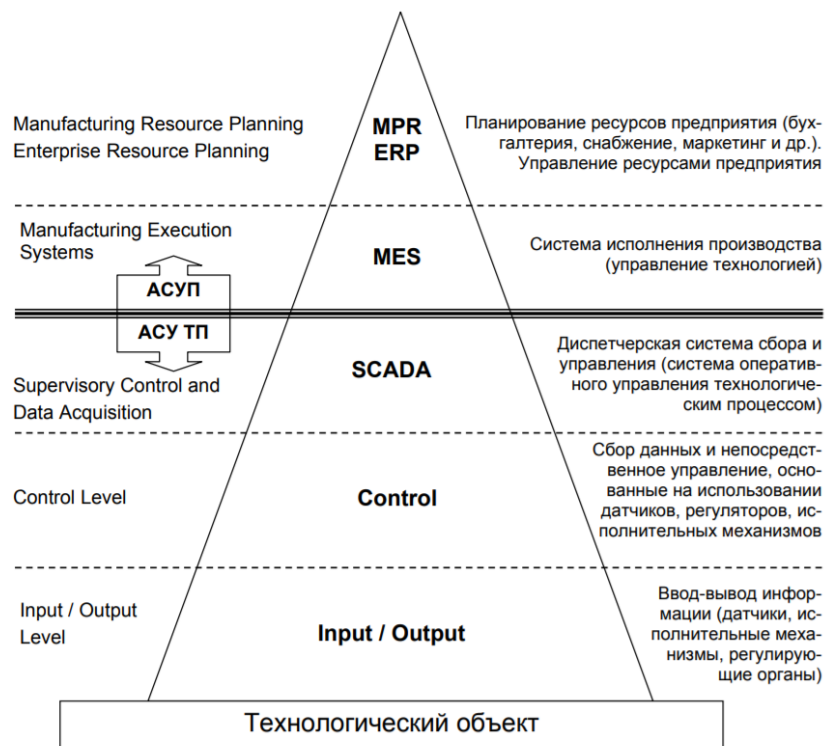 Manufacturing Resource Planning
Enterprise Resource Planning
MPR
ERP
Планирование ресурсов предприятия (бух-
галтерия, снабжение, маркетинг и др.).
Управление ресурсами предприятия
Manufacturing Execution
Systems
MES
Система исполнения производства
(управление технологией)
АСУП
АСУ ТП
Supervisory Control and
Data Acquisition
SCADA
Диспетчерская система сбора и
управления (система оператив-
ного управления технологиче-
ским процессом)
Control Level
Control
Сбор данных и непосредст-
венное управление, осно-
ванные на использовании
датчиков, регуляторов, ис-
полнительных механизмов
Input / Output
Level
Input / Output
Ввод-вывод инфор-
мации (датчики, ис-
полнительные меха-
низмы, регулирую-
щие органы)
Технологический объект